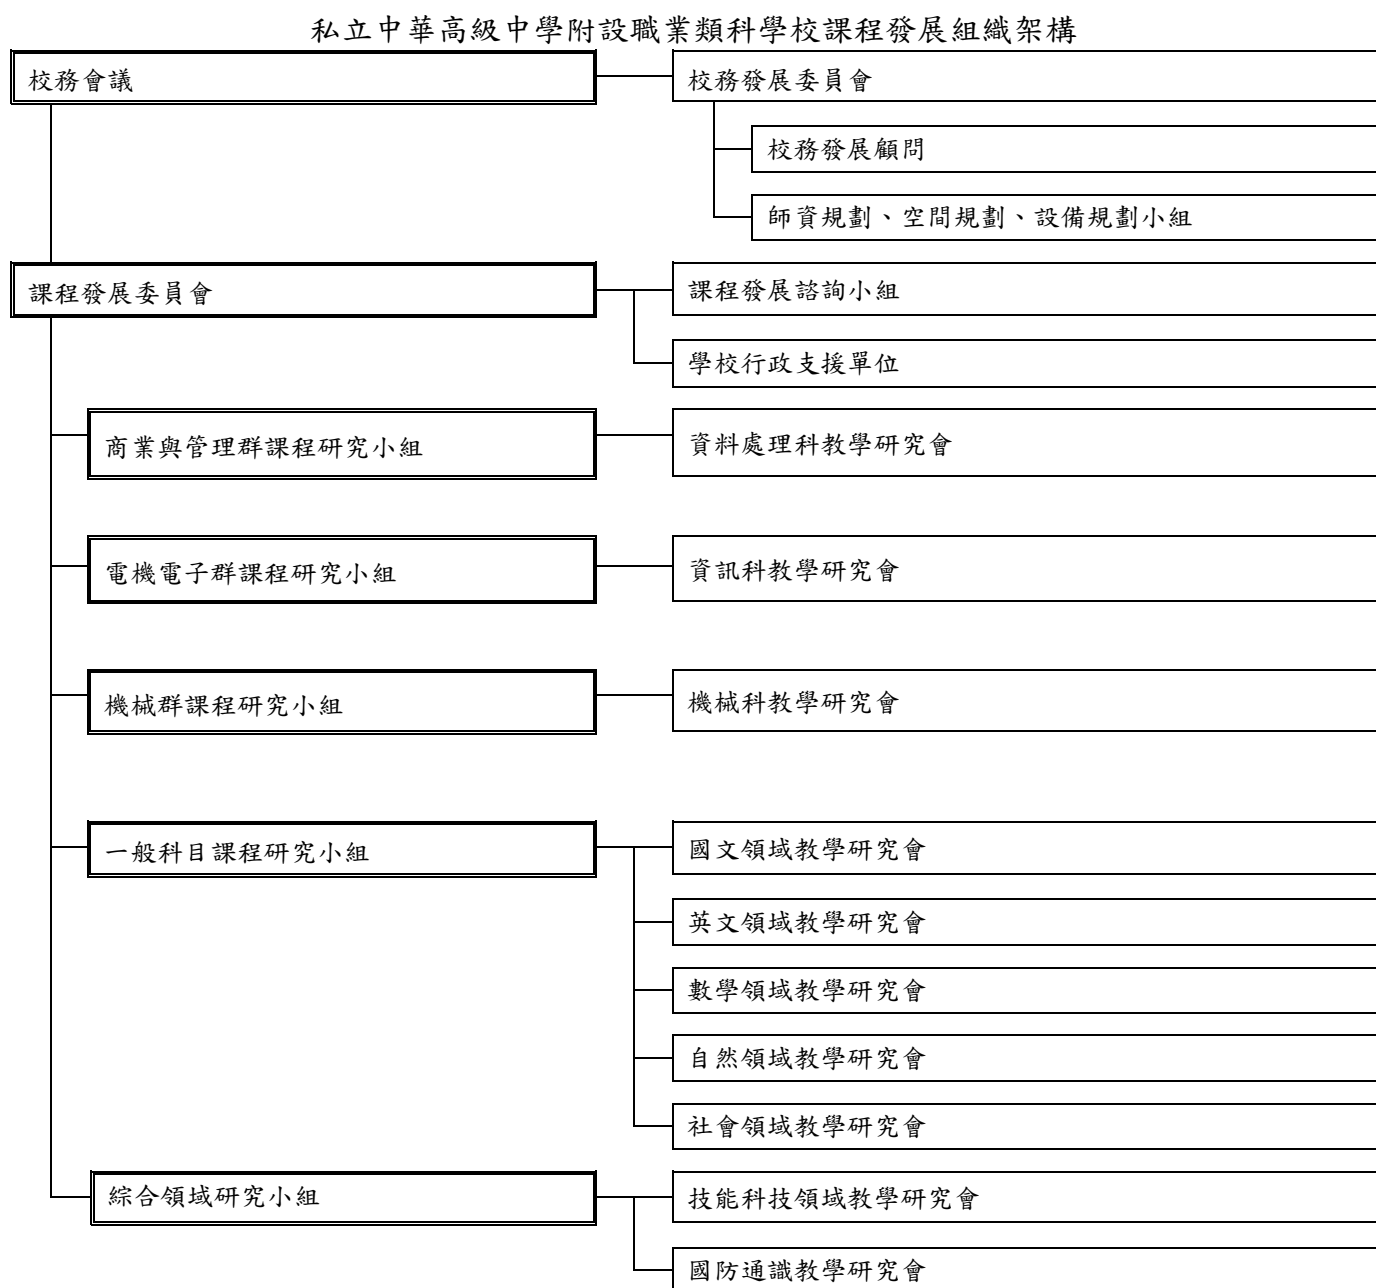 私立中華高級中學附設職業類科學校課程發展組織架構
校務會議
校務發展委員會
校務發展顧問
師資規劃、空間規劃、設備規劃小組
課程發展委員會
課程發展諮詢小組
學校行政支援單位
商業與管理群課程研究小組
資料處理科教學研究會
電機電子群課程研究小組
資訊科教學研究會
機械群課程研究小組
機械科教學研究會
一般科目課程研究小組
國文領域教學研究會
英文領域教學研究會
數學領域教學研究會
自然領域教學研究會
社會領域教學研究會
綜合領域研究小組
技能科技領域教學研究會
國防通識教學研究會